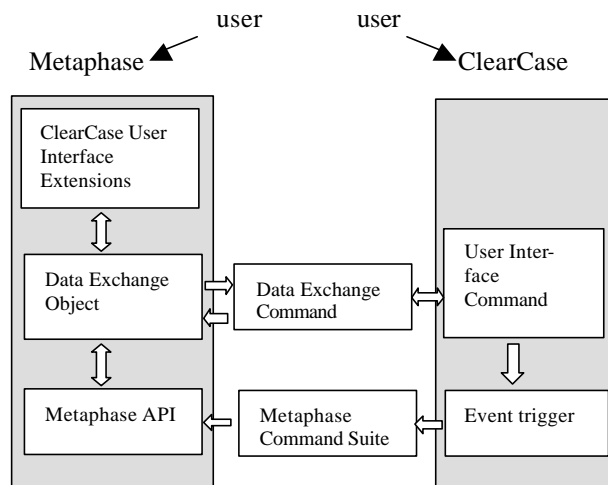 user user
Metaphase ClearCase
ClearCase User
Interface
Extensions
Data Exchange
Object
Data Exchange
Command
User Inter-
face
Command
Metaphase API
Metaphase
Command Suite
Event trigger